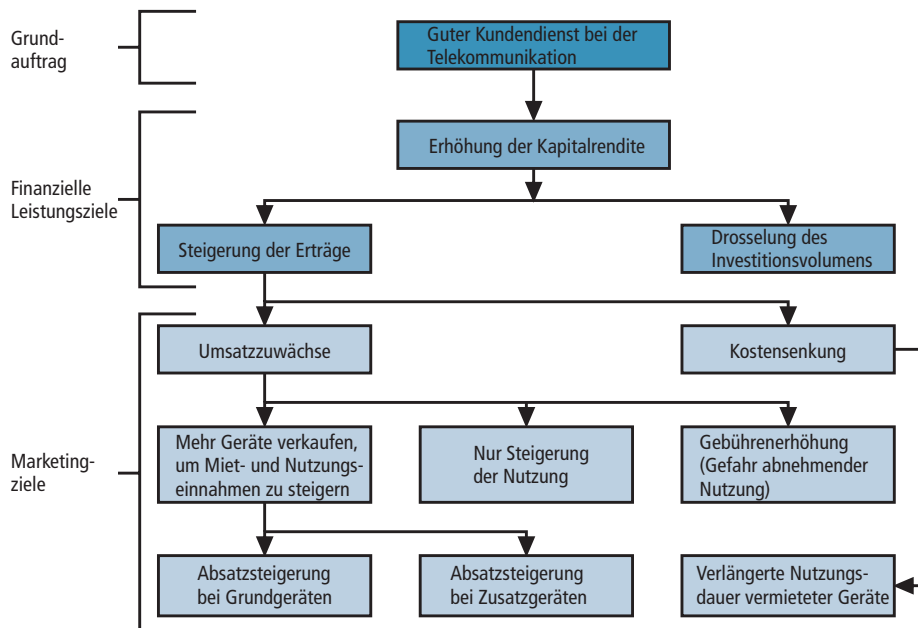 Grund-
auftrag
Guter Kundendienst bei der
Telekommunikation
Erhöhung der Kapitalrendite
Finanzielle
Leistungsziele
Steigerung der Erträge
Drosselung des
Investitionsvolumens
Umsatzzuwächse
Kostensenkung
Marketing-
ziele
Mehr Geräte verkaufen,
um Miet- und Nutzungs-
einnahmen zu steigern
Nur Steigerung
der Nutzung
Gebührenerhöhung
(Gefahr abnehmender
Nutzung)
Absatzsteigerung
bei Grundgeräten
Absatzsteigerung
bei Zusatzgeräten
Verlängerte Nutzungs-
dauer vermieteter Geräte